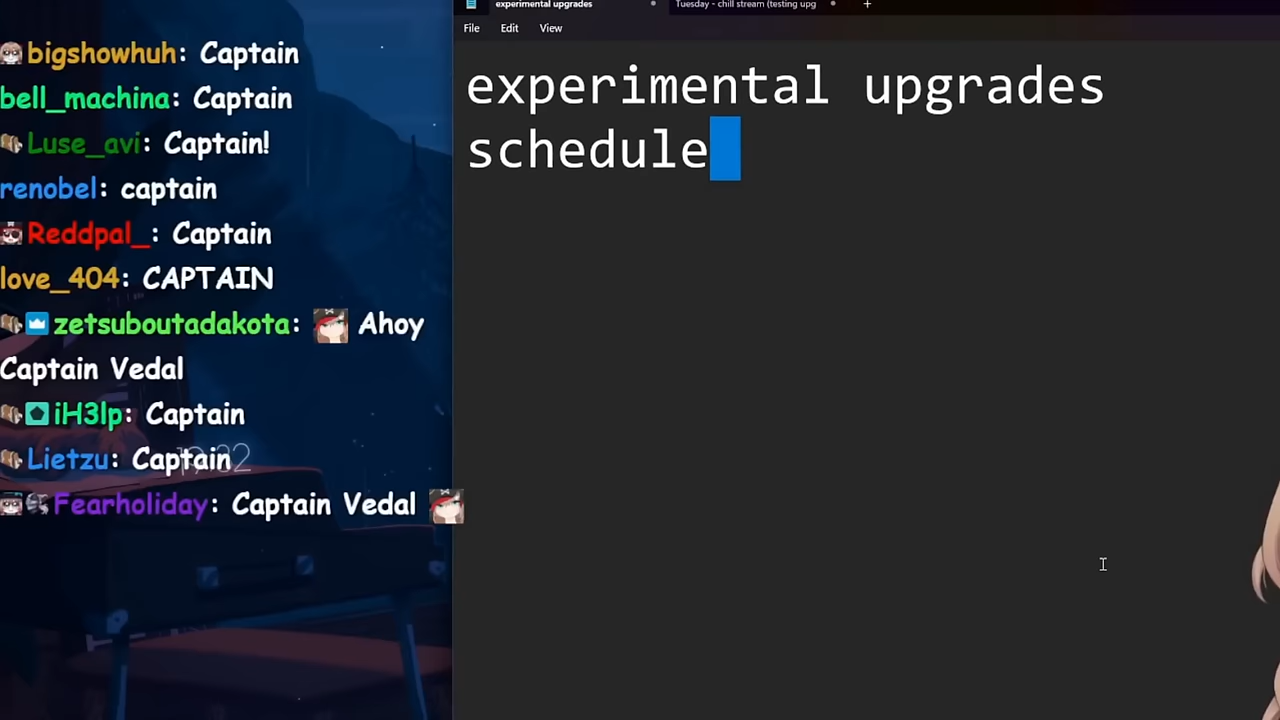 bigshowhuh: Captain
bell_machina: Captain
Luse_avi: Captain!
renobel: captain
Reddpal_: Captain
love_404: CAPTAIN
zetsuboutadakota: Ahoy
Captain Vedal
iH3lp: Captain
Lietzu: Captain
Fearholiday: Captain Vedal
experimental upgrades
Tuesday - chill stream (testing upg
File Edit View
experimental upgrades
schedule